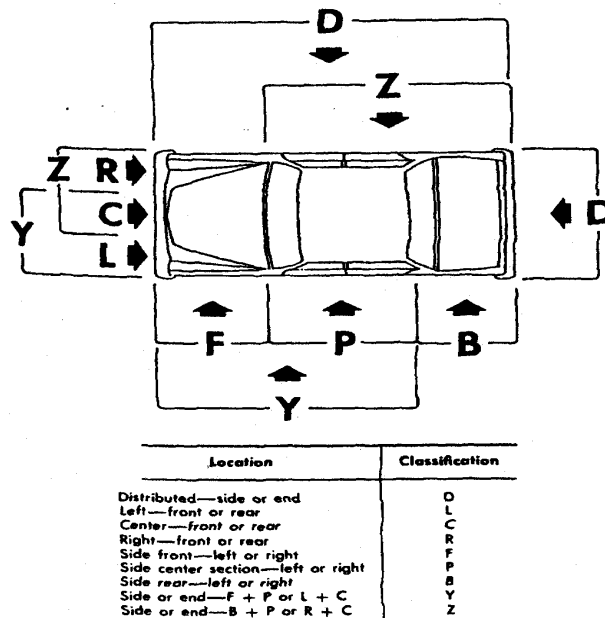 D
Z
Z R
C
Y
L
D
F P B
Y
Location Classification
Distributed—side or end D
Left—front or rear L
Center—front or rear C
Right—front or rear R
Side front—left or right F
Side center section—left or right P
Side rear—left or right B
Side or end—F + P or L + C Y
Side or end—B + P or R + C Z